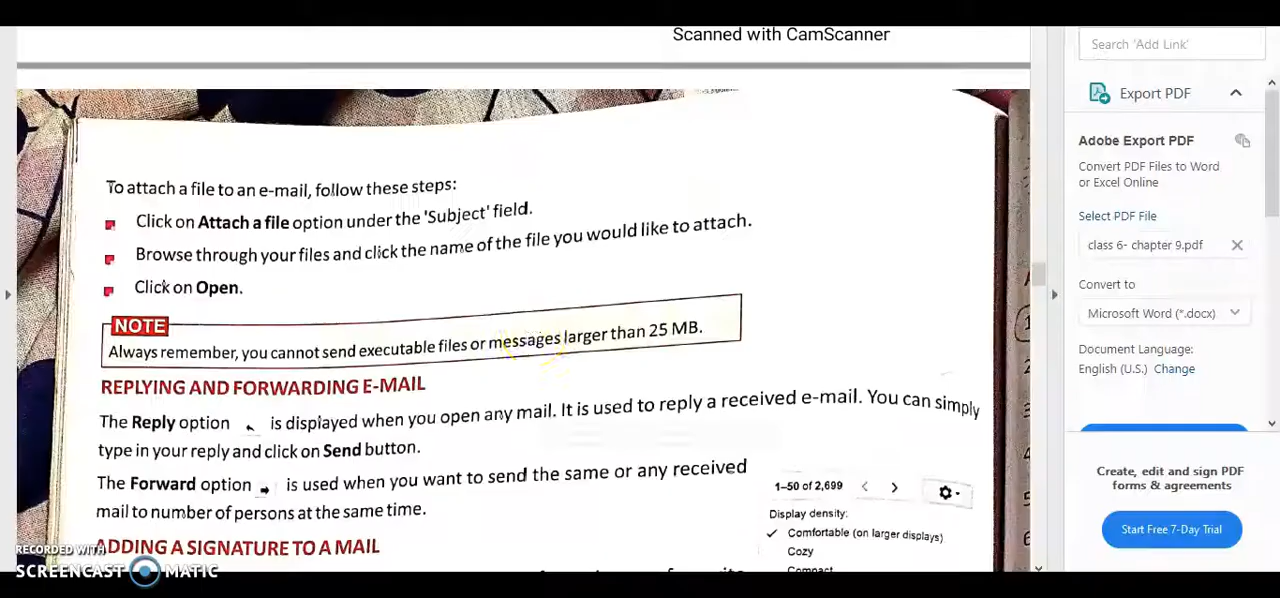 Scanned with CamScanner
To attach a file to an e-mail, follow these steps:
Click on Attach a file option under the 'Subject' field.
Browse through your files and click the name of the file you would like to attach.
Click on Open.
NOTE
Always remember, you cannot send executable files or messages larger than 25 MB.
REPLYING AND FORWARDING E-MAIL
The Reply option is displayed when you open any mail. It is used to reply a received e-mail. You can simply
type in your reply and click on Send button.
The Forward option is used when you want to send the same or any received
mail to number of persons at the same time.
1–50 of 2,699
Display density:
Comfortable (on larger displays)
Cozy
Compact
ADDING A SIGNATURE TO A MAIL
RECORDED WITH
SCREENCAST MATIC
Search 'Add Link'
Export PDF
Adobe Export PDF
Convert PDF Files to Word
or Excel Online
Select PDF File
class 6- chapter 9.pdf
Convert to
Microsoft Word (*.docx)
Document Language:
English (U.S.) Change
Create, edit and sign PDF
forms & agreements
Start Free 7-Day Trial